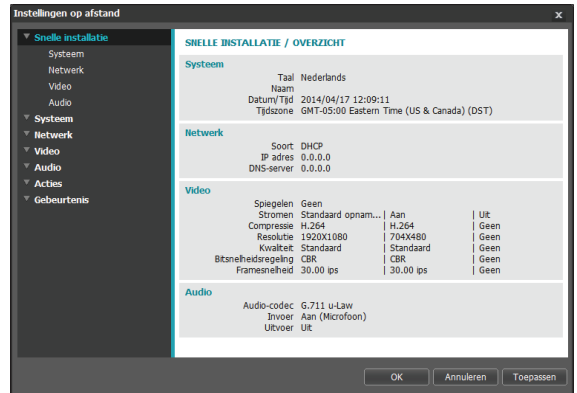 Instellingen op afstand x
Snelle installatie
Systeem
Netwerk
Video
Audio
Systeem
Netwerk
Video
Audio
Acties
Gebeurtenis
SNELLE INSTALLATIE / OVERZICHT
Systeem
Taal Nederlands
Naam
Datum/Tijd 2014/04/17 12:09:11
Tijdszone GMT-05:00 Eastern Time (US & Canada) (DST)
Netwerk
Soort DHCP
IP adres 0.0.0.0
DNS-server 0.0.0.0
Video
Spiegelen Geen
Stromen Standaard opnam... | Aan | Uit
Compressie H.264 | H.264 | Geen
Resolutie 1920X1080 | 704X480 | Geen
Kwaliteit Standaard | Standaard | Geen
Bitsnelheidsregeling CBR | CBR | Geen
Framesnelheid 30.00 ips | 30.00 ips | Geen
Audio
Audio-codec G.711 u-Law
Invoer Aan (Microfoon)
Uitvoer Uit
OK Annuleren Toepassen